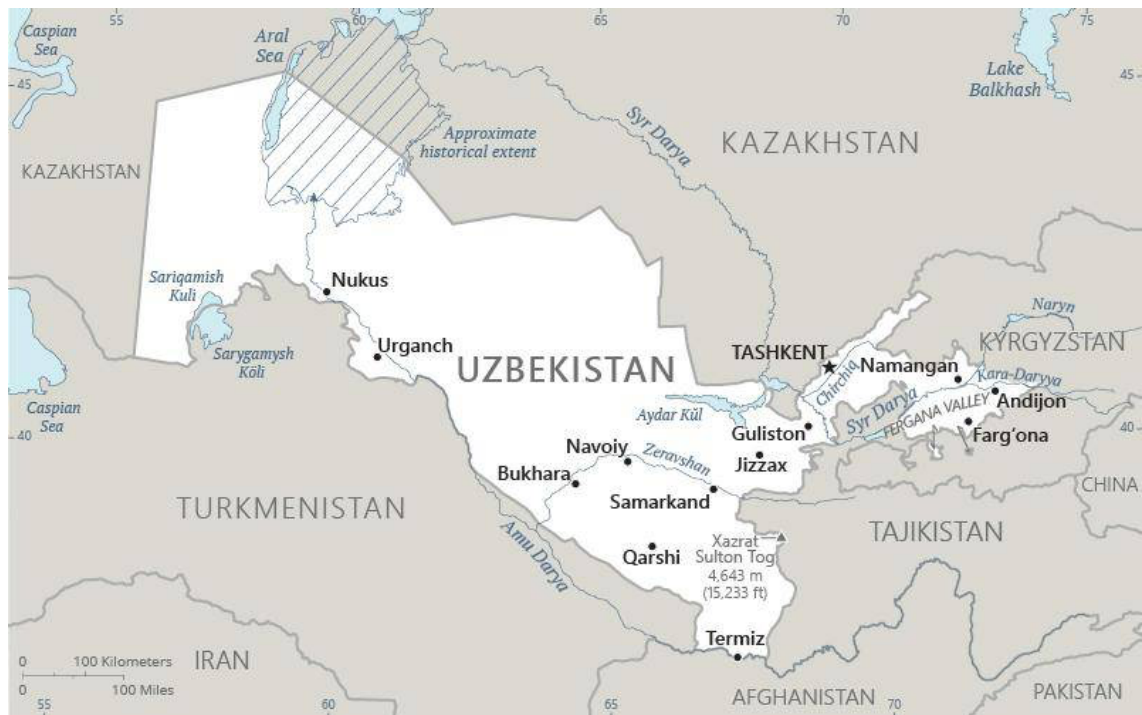 55
60
65
70
75
Caspian
Sea
Aral
Sea
45
45
Lake
Balkhash
Approximate
historical extent
Syr Darya
KAZAKHSTAN
KAZAKHSTAN
Sariqamish
Kuli
Nukus
Naryn
Urganch
Sarygamysh
Köli
UZBEKISTAN
TASHKENT
Chirchiq
Namangan
KYRGYZSTAN
Kara-Daryya
Andijon
Caspian
Sea
40
Aydar Kül
Syr Darya
FERGANA VALLEY
40
Guliston
Farg'ona
Navoiy
Zeravshan
Jizzax
Bukhara
Samarkand
CHINA
TURKMENISTAN
TAJIKISTAN
Amu Darya
Qarshi
Xazrat
Sulton Tog
4,643 m
(15,233 ft)
Termiz
IRAN
0 100 Kilometers
0 100 Miles
AFGHANISTAN
PAKISTAN
55
60
65
70